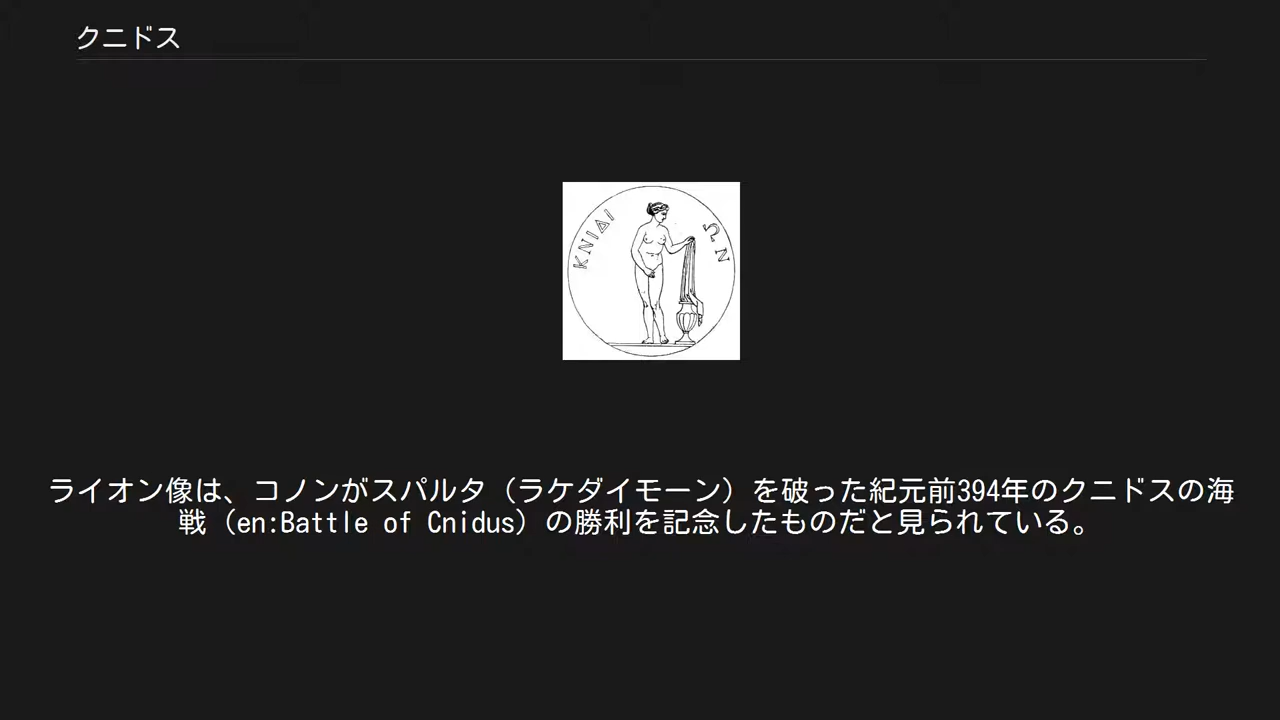 クニドス
ΚΝΙΔΙ ΩΝ
ライオン像は、コノンがスパルタ（ラケダイモーン）を破った紀元前394年のクニドスの海
戦（en:Battle of Cnidus）の勝利を記念したものだと見られている。